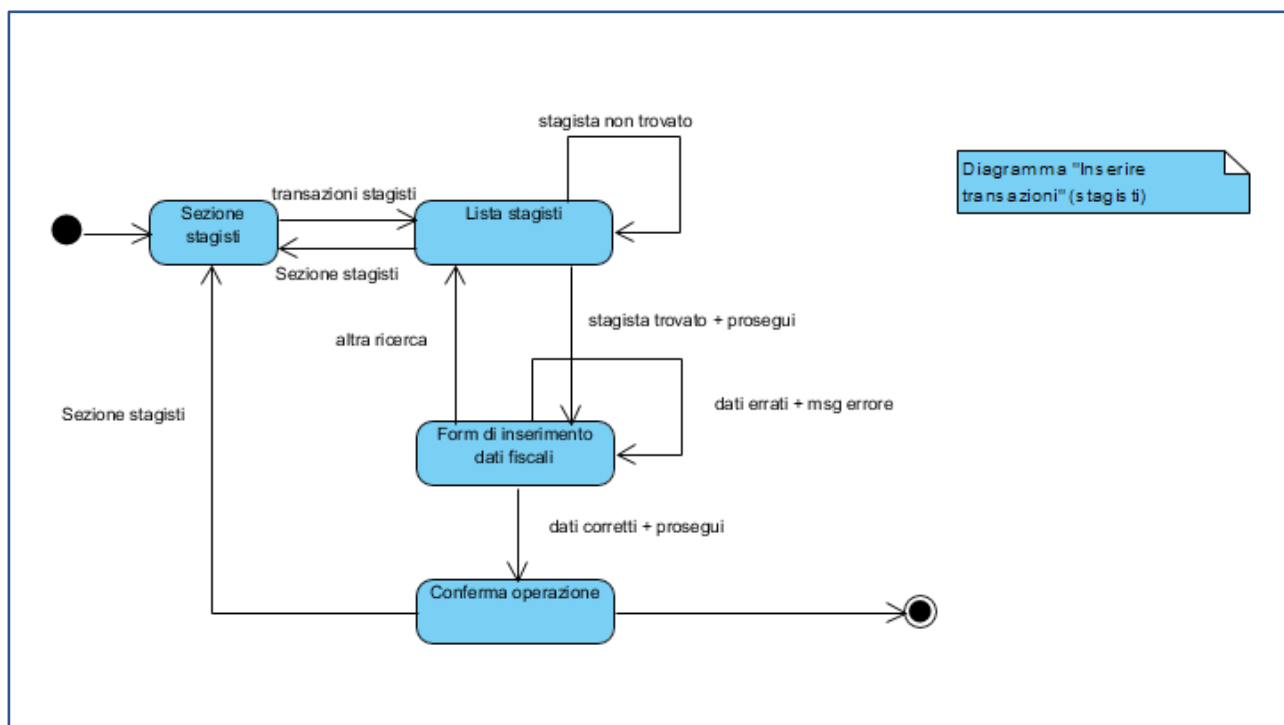 stagista non trovato
Diagramma "Inserire
transazioni" (stagisti)
transazioni stagisti
Sezione
stagisti
Lista stagisti
Sezione stagisti
stagista trovato + prosegui
altra ricerca
dati errati + msg errore
Sezione stagisti
Form di inserimento
dati fiscali
dati corretti + prosegui
Conferma operazione